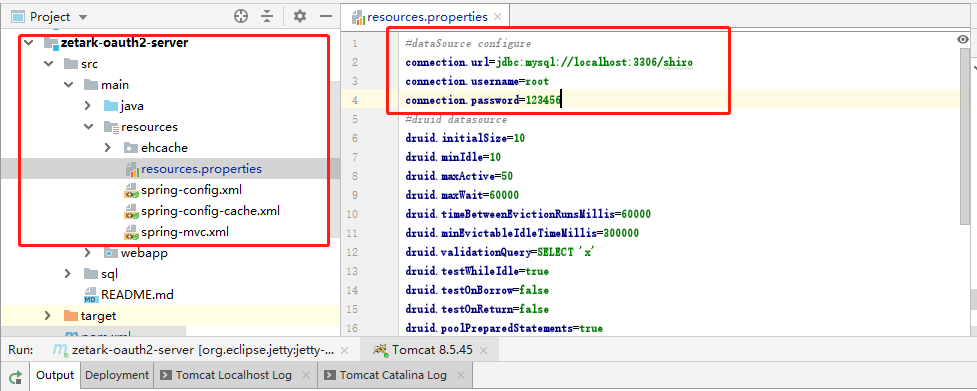 Project
zetark-oauth2-server
src
main
java
resources
ehcache
resources.properties
spring-config.xml
spring-config-cache.xml
spring-mvc.xml
webapp
sql
README.md
target
pom.xml
resources.properties
1 #dataSource configure
2 connection.url=jdbc:mysql://localhost:3306/shiro
3 connection.username=root
4 connection.password=123456
5 #druid datasource
6 druid.initialSize=10
7 druid.minIdle=10
8 druid.maxActive=50
9 druid.maxWait=60000
10 druid.timeBetweenEvictionRunsMillis=60000
11 druid.minEvictableIdleTimeMillis=300000
12 druid.validationQuery=SELECT 'x'
13 druid.testWhileIdle=true
14 druid.testOnBorrow=false
15 druid.testOnReturn=false
16 druid.poolPreparedStatements=true
Run: zetark-oauth2-server [org.eclipse.jetty:jetty-... Tomcat 8.5.45
Output Deployment Tomcat Localhost Log Tomcat Catalina Log